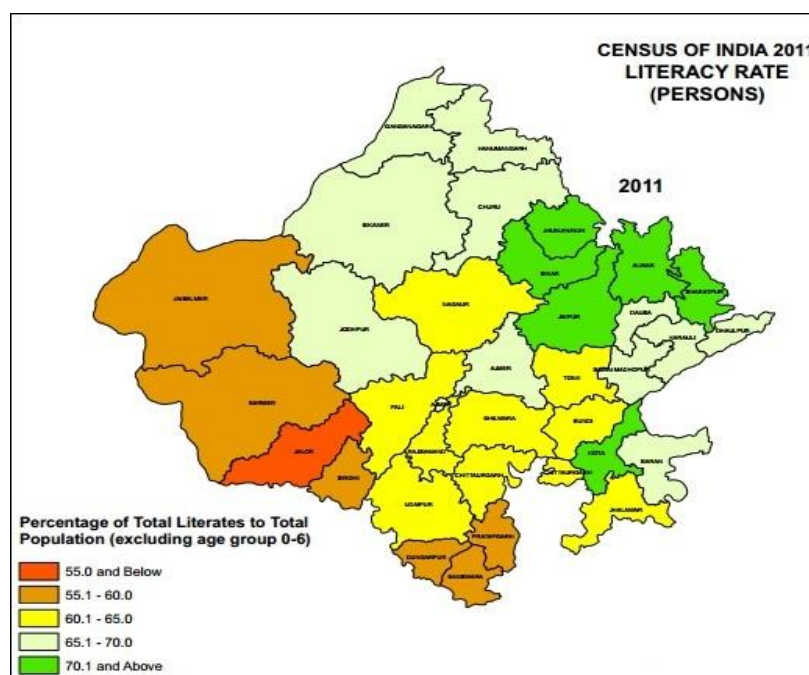 CENSUS OF INDIA 2011
LITERACY RATE
(PERSONS)
2011
GANGANAGAR
HANUMANGARH
CHURU
BIKANER
JHUNJHUNUN
SIKAR
ALWAR
BHARATPUR
JAISALMER
NAGAUR
JAIPUR
DAUSA
DHAULPUR
KARAULI
JODHPUR
SAWAI MADHOPUR
AJMER
TONK
BARMER
PALI
AJMER
BHILWARA
BUNDI
JALOR
RAJSAMAND
KOTA
BARAN
SIROHI
CHITTAURGARH
CHITTAURGARH
UDAIPUR
JHALAWAR
PRATAPGARH
DUNGARPUR
BANSWARA
Percentage of Total Literates to Total
Population (excluding age group 0-6)
55.0 and Below
55.1 - 60.0
60.1 - 65.0
65.1 - 70.0
70.1 and Above